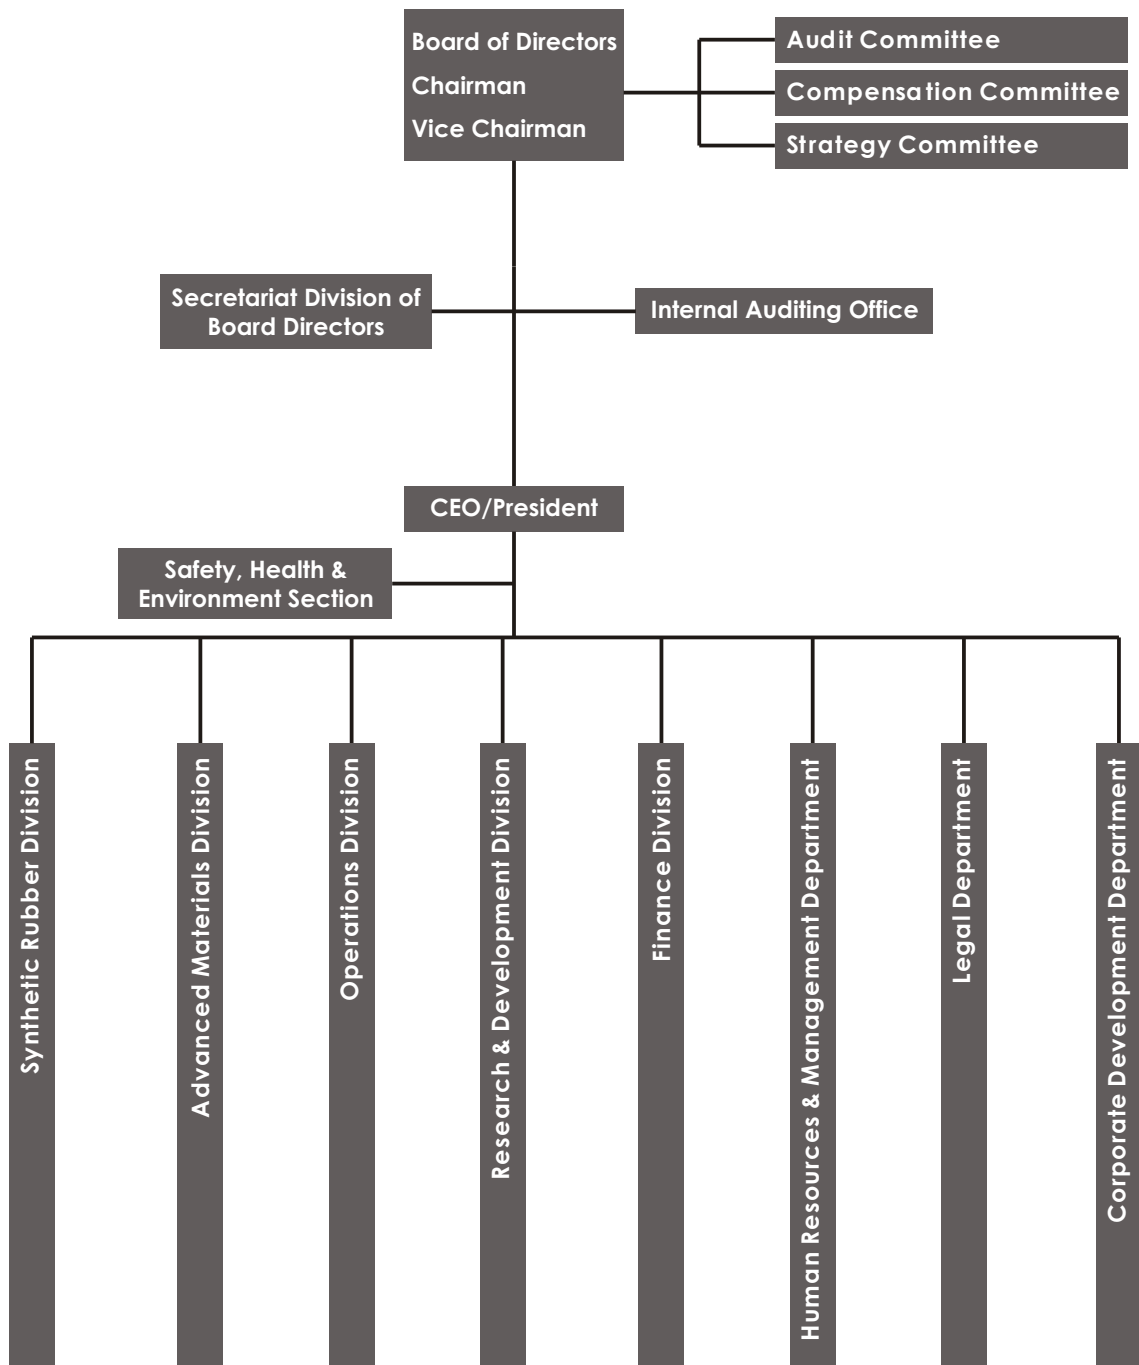 Board of Directors
Chairman
Vice Chairman
Audit Committee
Compensation Committee
Strategy Committee
Secretariat Division of
Board Directors
Internal Auditing Office
CEO/President
Safety, Health &
Environment Section
Synthetic Rubber Division
Advanced Materials Division
Operations Division
Research & Development Division
Finance Division
Human Resources & Management Department
Legal Department
Corporate Development Department